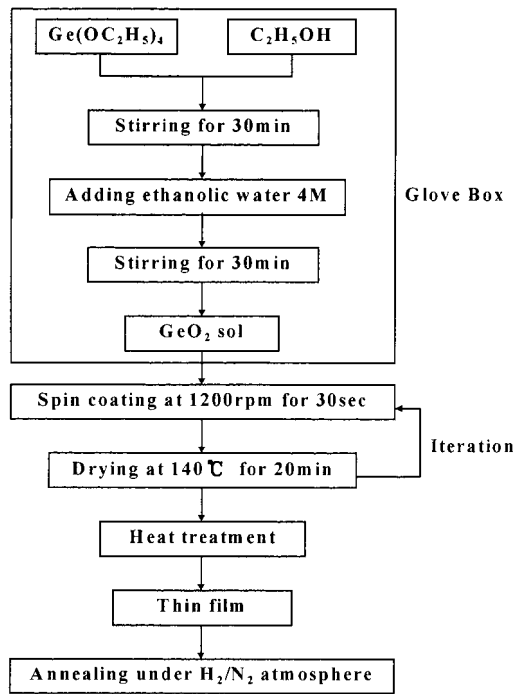 Ge(OC₂H₅)₄
C₂H₅OH
Stirring for 30min
Adding ethanolic water 4M
Glove Box
Stirring for 30min
GeO₂ sol
Spin coating at 1200rpm for 30sec
Iteration
Drying at 140℃ for 20min
Heat treatment
Thin film
Annealing under H₂/N₂ atmosphere